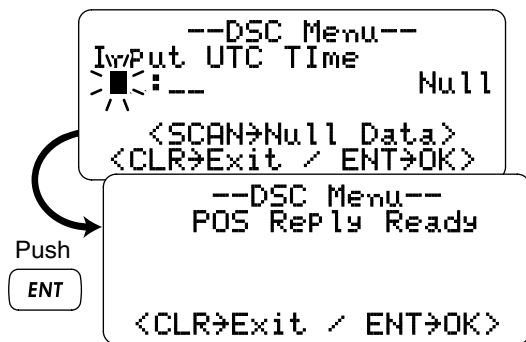 --DSC Menu--
Input UTC TIme
█:__ Null
<SCAN→Null Data>
<CLR→Exit / ENT→OK>
--DSC Menu--
POS Reply Ready
<CLR→Exit / ENT→OK>
Push
ENT